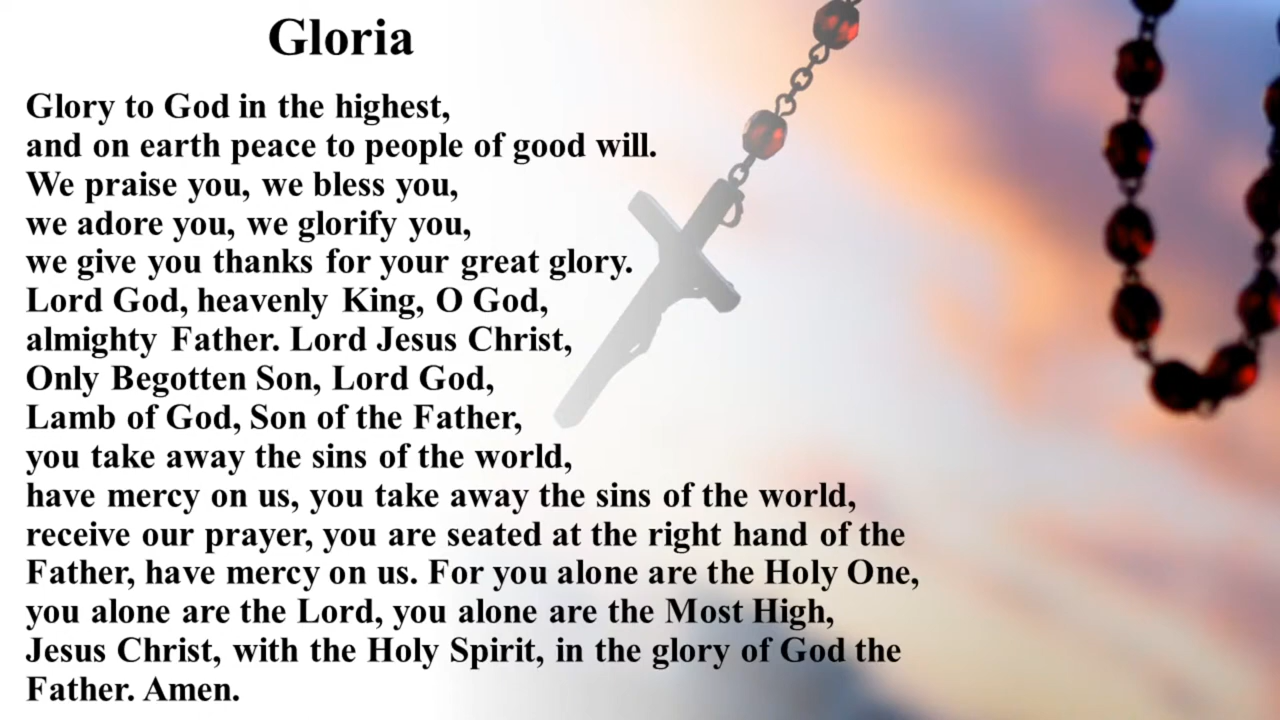 Gloria
Glory to God in the highest,
and on earth peace to people of good will.
We praise you, we bless you,
we adore you, we glorify you,
we give you thanks for your great glory.
Lord God, heavenly King, O God,
almighty Father. Lord Jesus Christ,
Only Begotten Son, Lord God,
Lamb of God, Son of the Father,
you take away the sins of the world,
have mercy on us, you take away the sins of the world,
receive our prayer, you are seated at the right hand of the
Father, have mercy on us. For you alone are the Holy One,
you alone are the Lord, you alone are the Most High,
Jesus Christ, with the Holy Spirit, in the glory of God the
Father. Amen.